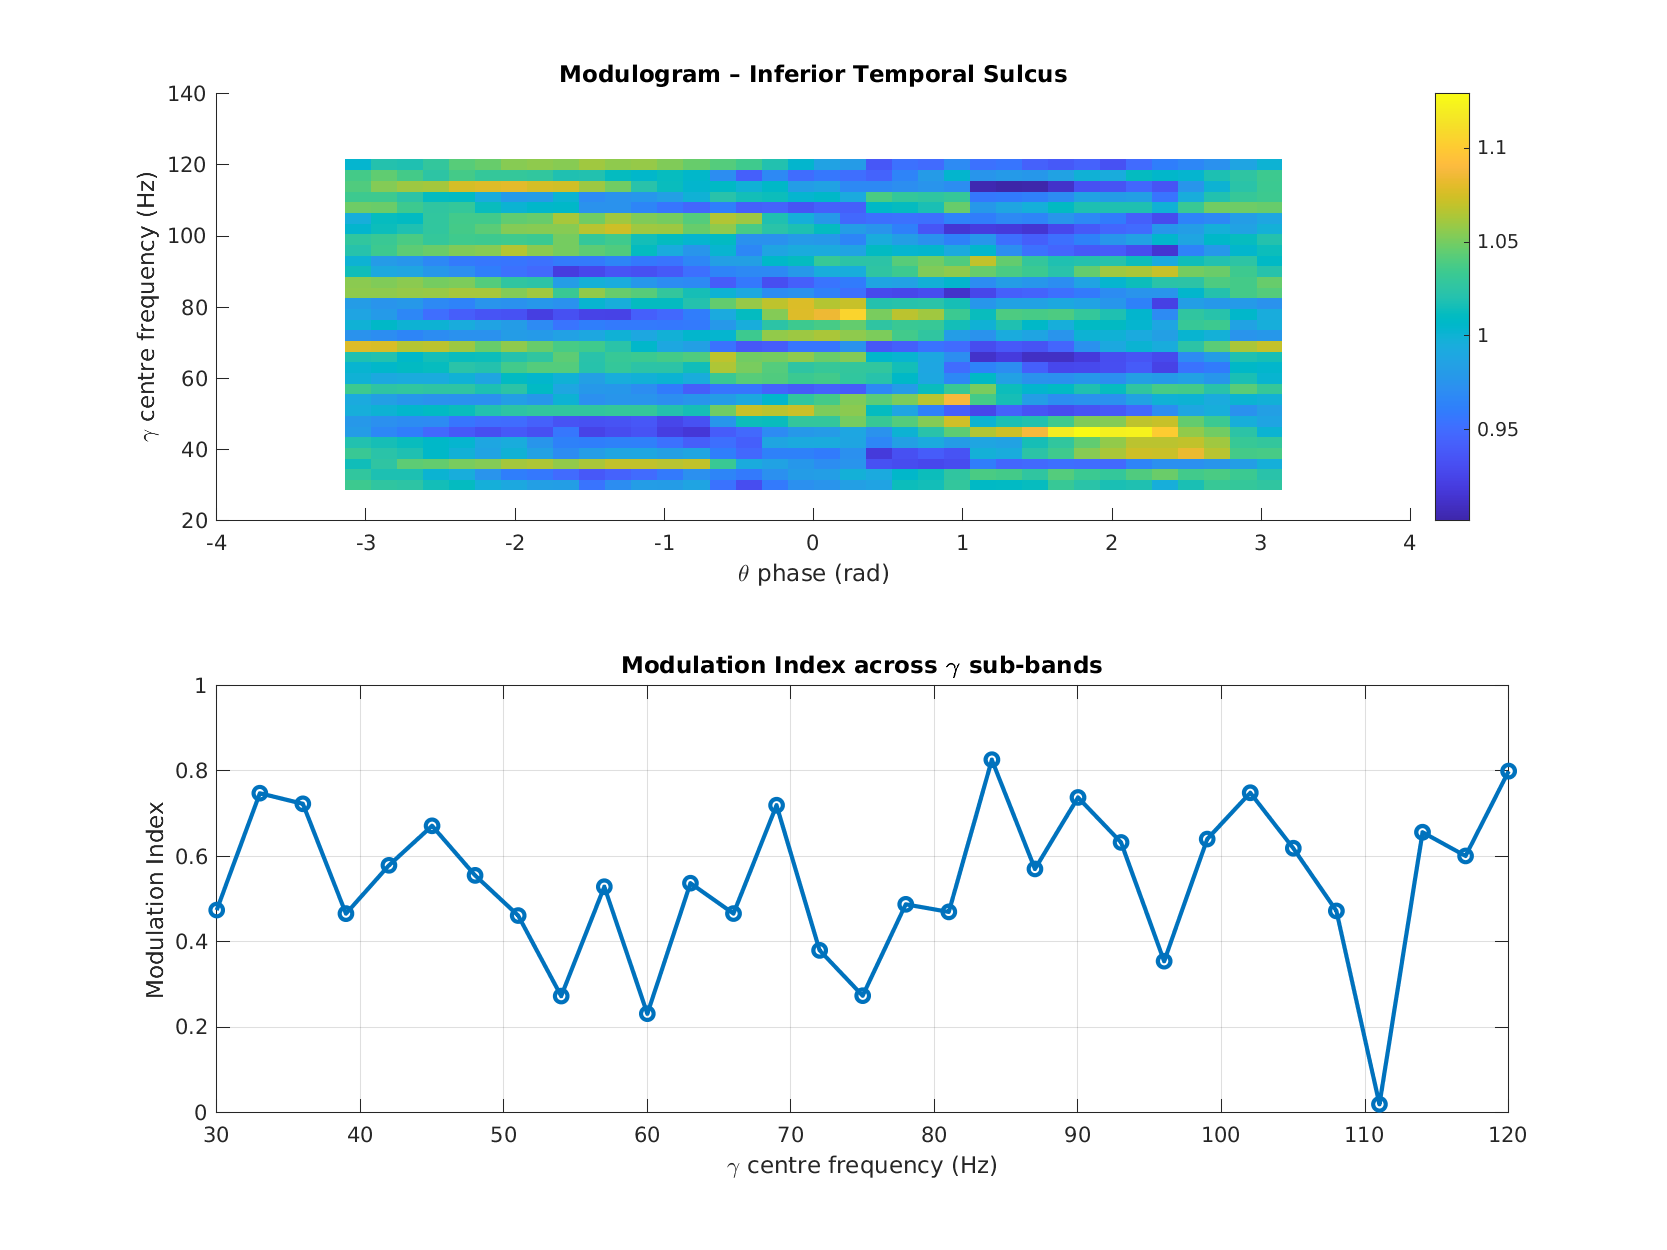 Modulogram – Inferior Temporal Sulcus
γ centre frequency (Hz)
140
120
100
80
60
40
20
-4 -3 -2 -1 0 1 2 3 4
θ phase (rad)
1.1
1.05
1
0.95
Modulation Index across γ sub-bands
Modulation Index
1
0.8
0.6
0.4
0.2
0
30 40 50 60 70 80 90 100 110 120
γ centre frequency (Hz)